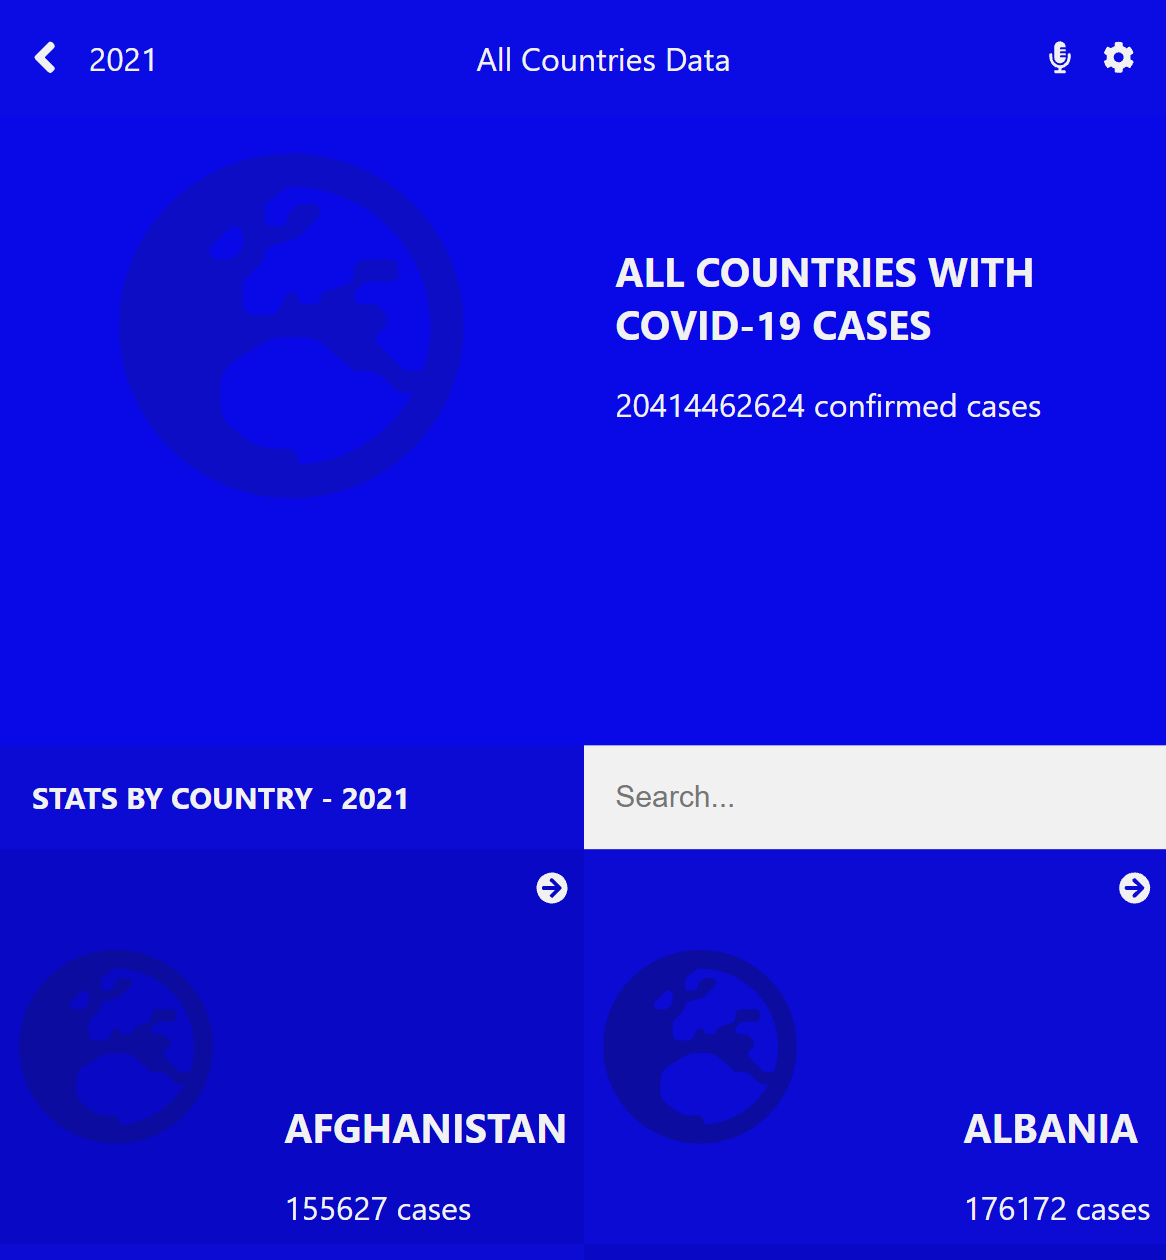 2021
All Countries Data
ALL COUNTRIES WITH
COVID-19 CASES
20414462624 confirmed cases
STATS BY COUNTRY - 2021
Search...
AFGHANISTAN
155627 cases
ALBANIA
176172 cases